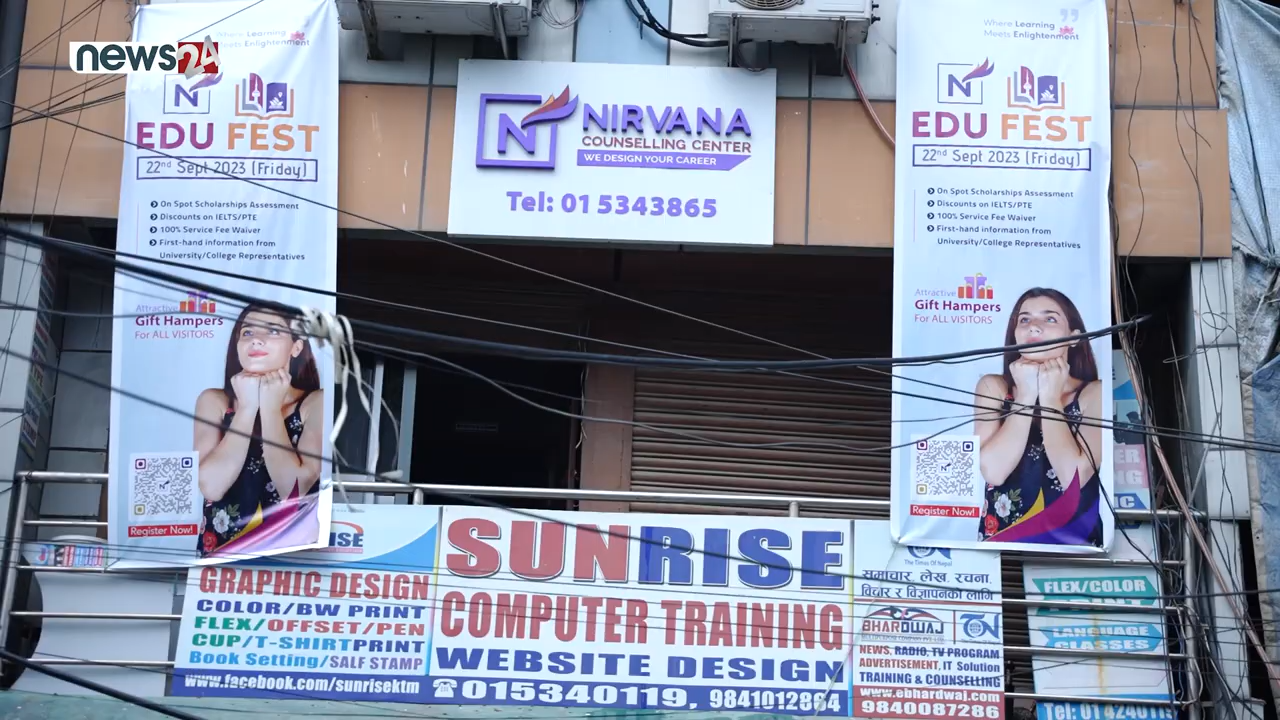 news24
Where Learning
Meets Enlightenment
N
EDU FEST
22nd Sept 2023 (Friday)
On Spot Scholarships Assessment
Discounts on IELTS/PTE
100% Service Fee Waiver
First-hand information from
University/College Representatives
Attractive
Gift Hampers
For ALL VISITORS
Register Now!
N
NIRVANA
COUNSELLING CENTER
WE DESIGN YOUR CAREER
Tel: 01 5343865
Where Learning
Meets Enlightenment
N
EDU FEST
22nd Sept 2023 (Friday)
On Spot Scholarships Assessment
Discounts on IELTS/PTE
100% Service Fee Waiver
First-hand information from
University/College Representatives
Attractive
Gift Hampers
For ALL VISITORS
Register Now!
GRAPHIC DESIGN
COLOR/BW PRINT
FLEX/OFFSET/PEN
CUP/T-SHIRT PRINT
Book Setting/SALF STAMP
www.facebook.com/sunrisektm
SUNRISE
COMPUTER TRAINING
WEBSITE DESIGN
☎015340119, 9841012864
The Times Of Nepal
समाचार, लेख, रचना,
विचार र विज्ञापनको लागि
BHARDWAJ
NEWS, RADIO, TV PROGRAM
ADVERTISEMENT, IT Solution
TRAINING & COUNSELLING
www.ebhardwaj.com
9840087286
FLEX/COLOR
LANGUAGE
CLASSES